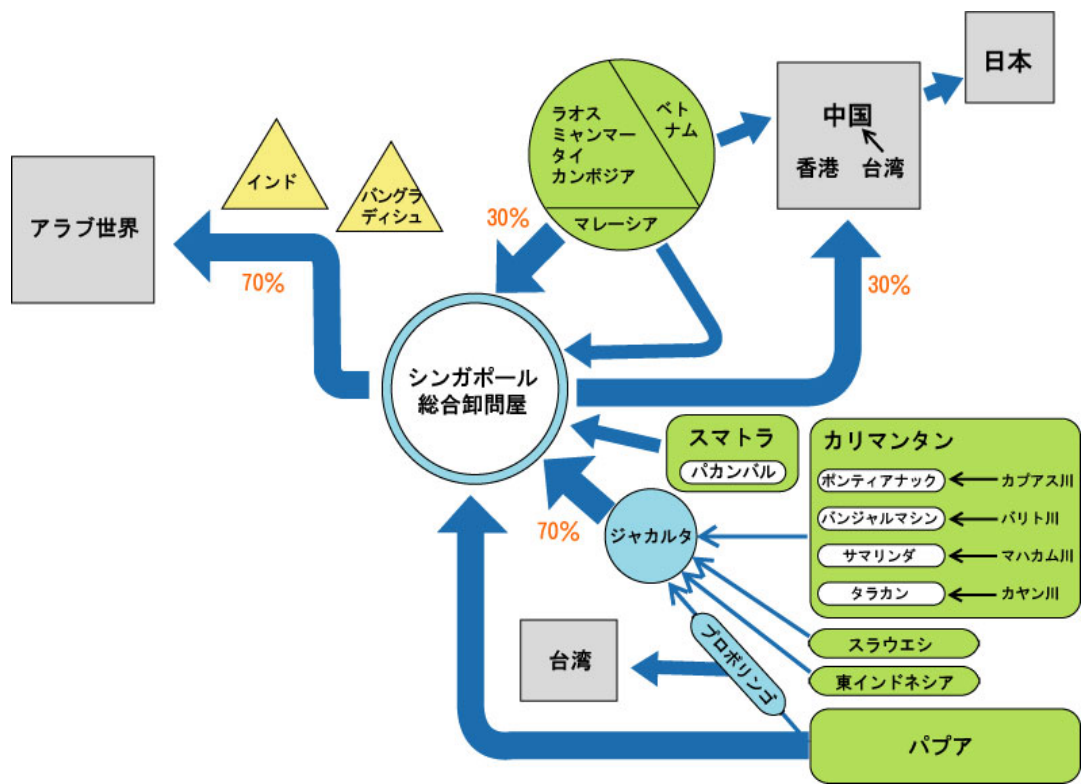 日本
中国
香港 台湾
ラオス
ミャンマー
タイ
カンボジア
ベト
ナム
マレーシア
インド
バングラ
ディシュ
アラブ世界
30%
70%
30%
シンガポール
総合卸問屋
スマトラ
パカンバル
カリマンタン
ポンティアナック
カプアス川
バンジャルマシン
バリト川
サマリンダ
マハカム川
タラカン
カヤン川
70%
ジャカルタ
プロボリンゴ
台湾
スラウエシ
東インドネシア
パプア